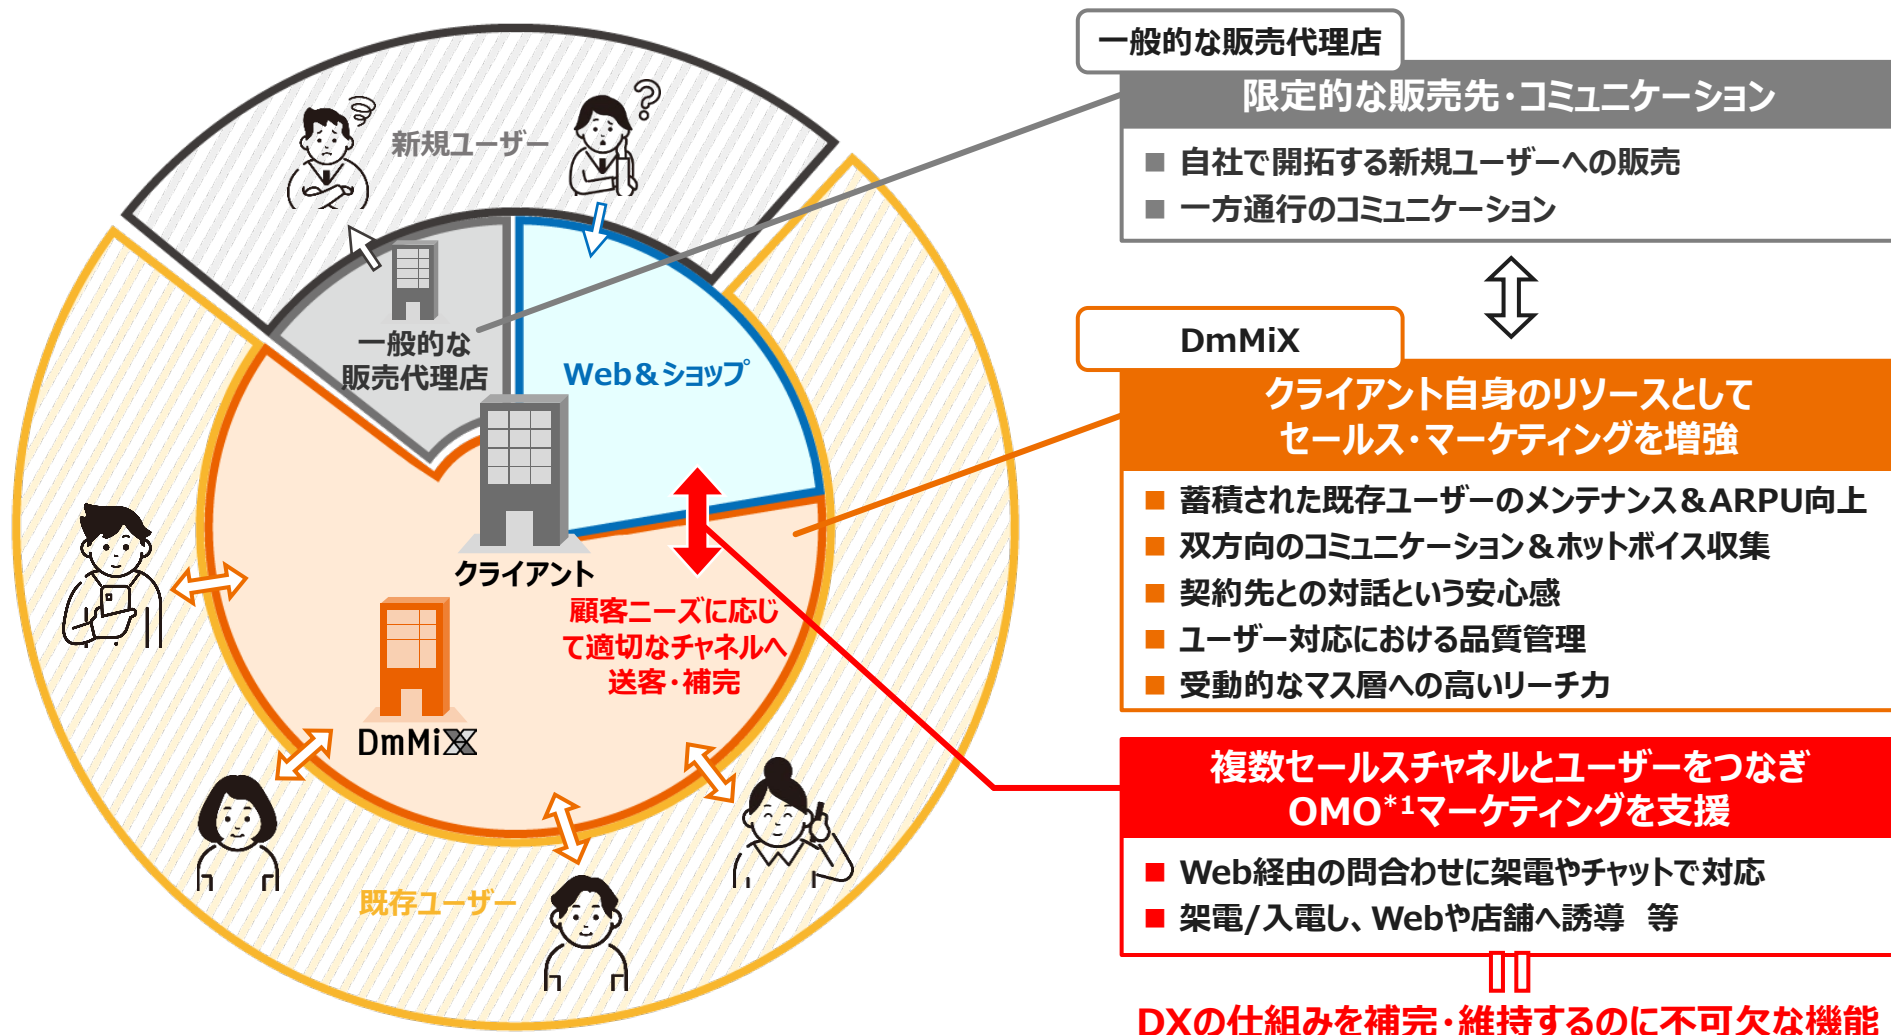 新規ユーザー
?
一般的な
販売代理店
Web&ショップ
クライアント
顧客ニーズに応じ
て適切なチャネルへ
送客・補完
DmMiX
既存ユーザー
一般的な販売代理店
限定的な販売先・コミュニケーション
■ 自社で開拓する新規ユーザーへの販売
■ 一方通行のコミュニケーション
DmMiX
クライアント自身のリソースとして
セールス・マーケティングを増強
■ 蓄積された既存ユーザーのメンテナンス&ARPU向上
■ 双方向のコミュニケーション&ホットボイス収集
■ 契約先との対話という安心感
■ ユーザー対応における品質管理
■ 受動的なマス層への高いリーチ力
複数セールスチャネルとユーザーをつなぎ
OMO*1マーケティングを支援
■ Web経由の問合わせに架電やチャットで対応
■ 架電/入電し、Webや店舗へ誘導 等
DXの仕組みを補完・維持するのに不可欠な機能